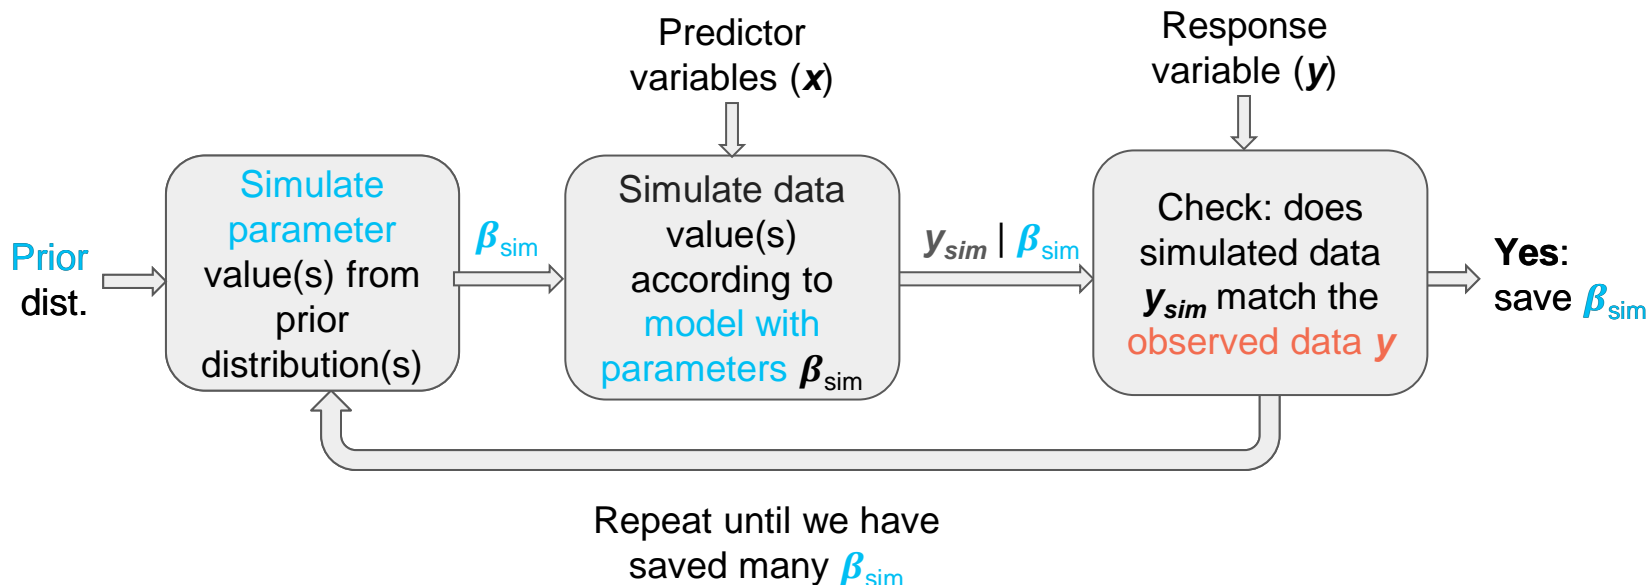 Predictor
variables (x)
Response
variable (y)
Prior
dist.
Simulate
parameter
value(s) from
prior
distribution(s)
βsim
Simulate data
value(s)
according to
model with
parameters βsim
ysim | βsim
Check: does
simulated data
ysim match the
observed data y
Yes:
save βsim
Repeat until we have
saved many βsim